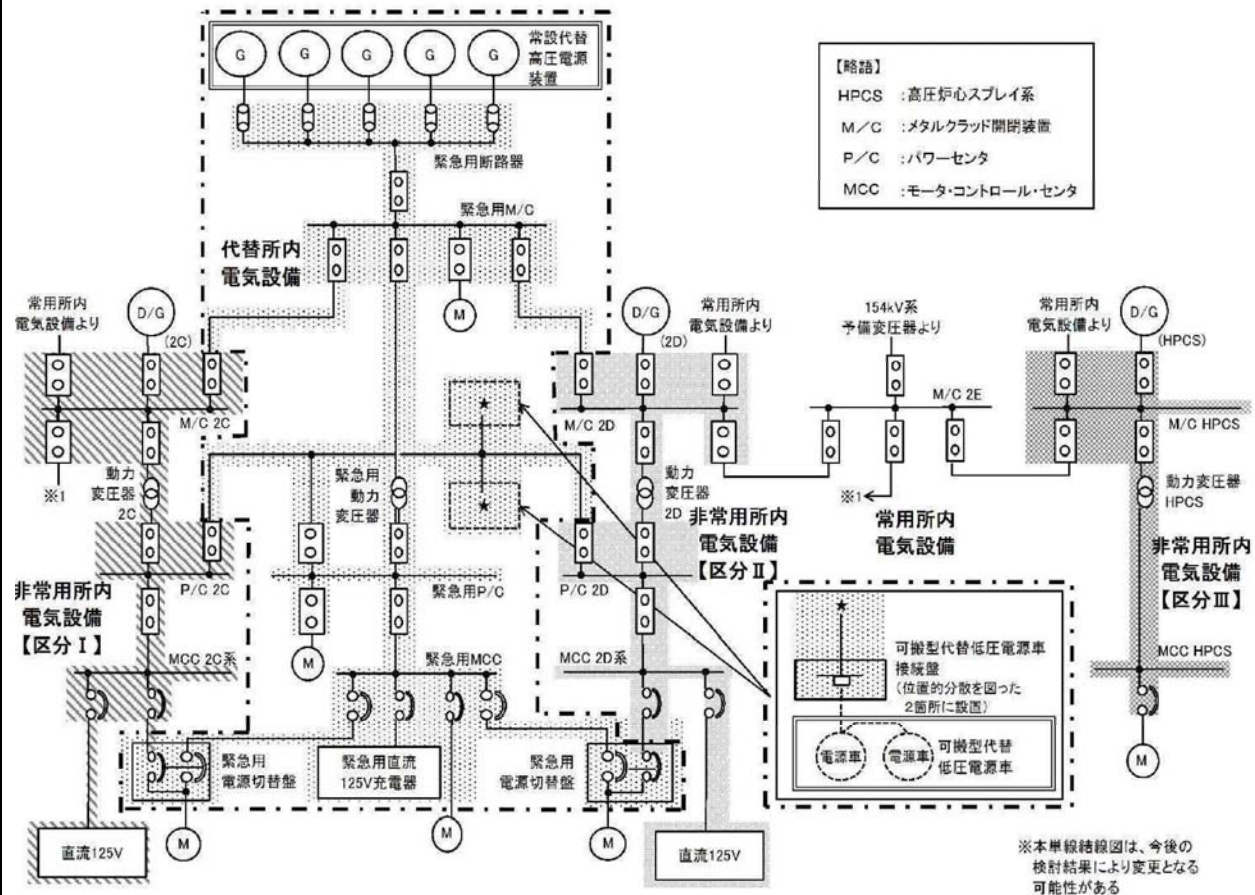 G
G
G
G
G
常設代替
高圧電源
装置
【略語】
HPCS :高圧炉心スプレイ系
M/C :メタルクラッド開閉装置
P/C :パワーセンタ
MCC :モータ・コントロール・センタ
緊急用断路器
緊急用M/C
代替所内
電気設備
M
常用所内
電気設備より
D/G
(2C)
D/G
(2D)
常用所内
電気設備より
154kV系
予備変圧器より
常用所内
電気設備より
D/G
(HPCS)
M/C 2C
M/C 2D
M/C 2E
M/C HPCS
※1
動力
変圧器
2C
緊急用
動力
変圧器
動力
変圧器
2D
※1
動力変圧器
HPCS
★
★
非常用所内
電気設備
【区分Ⅱ】
常用所内
電気設備
非常用所内
電気設備
【区分Ⅲ】
P/C 2C
緊急用P/C
P/C 2D
非常用所内
電気設備
【区分Ⅰ】
M
MCC 2C系
緊急用MCC
MCC 2D系
MCC HPCS
★
可搬型代替低圧電源車
接続盤
(位置的分散を図った
2箇所に設置)
電源車
電源車
可搬型代替
低圧電源車
緊急用
電源切替盤
緊急用直流
125V充電器
緊急用
電源切替盤
M
直流125V
M
M
M
直流125V
※本単線結線図は、今後の
検討結果により変更となる
可能性がある